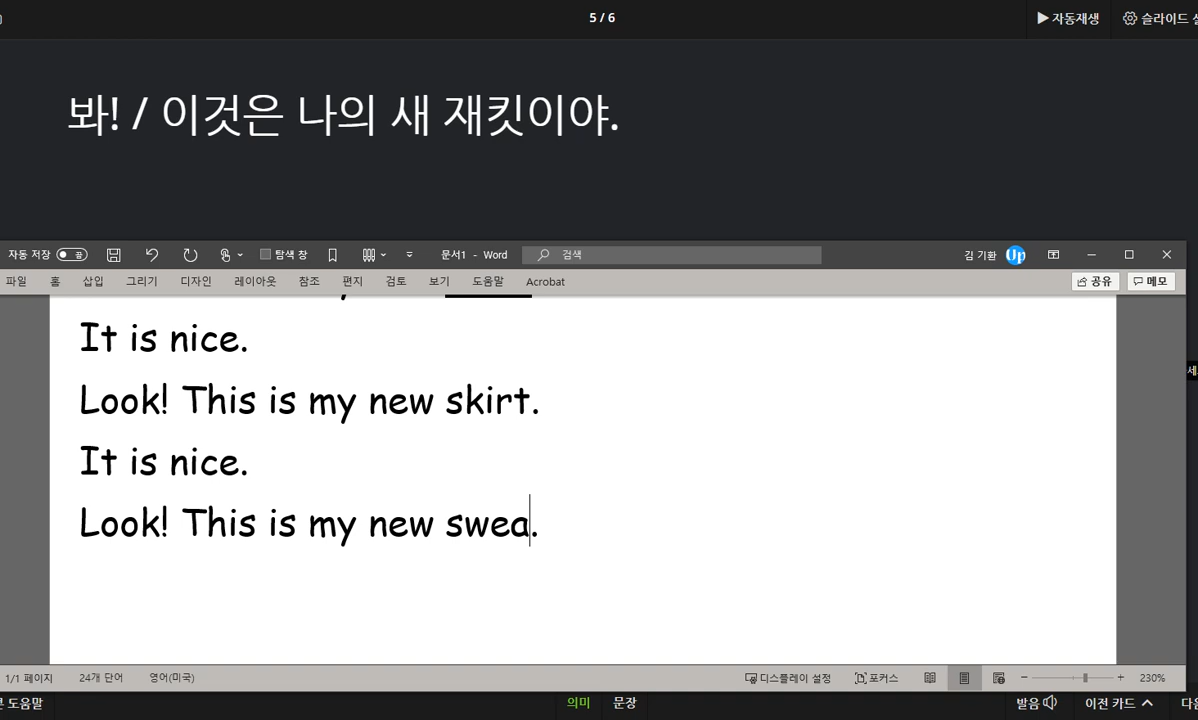 5 / 6
▶자동재생
슬라이드
봐! / 이것은 나의 새 재킷이야.
자동 저장 끔
탐색 창
문서1 - Word
검색
김 기환
Up
파일 홈 삽입 그리기 디자인 레이아웃 참조 편지 검토 보기 도움말 Acrobat
공유
메모
It is nice.
Look! This is my new skirt.
It is nice.
Look! This is my new swea.
세
1/1 페이지
24개 단어
영어(미국)
디스플레이 설정
포커스
230%
도움말
의미
문장
발음
이전 카드